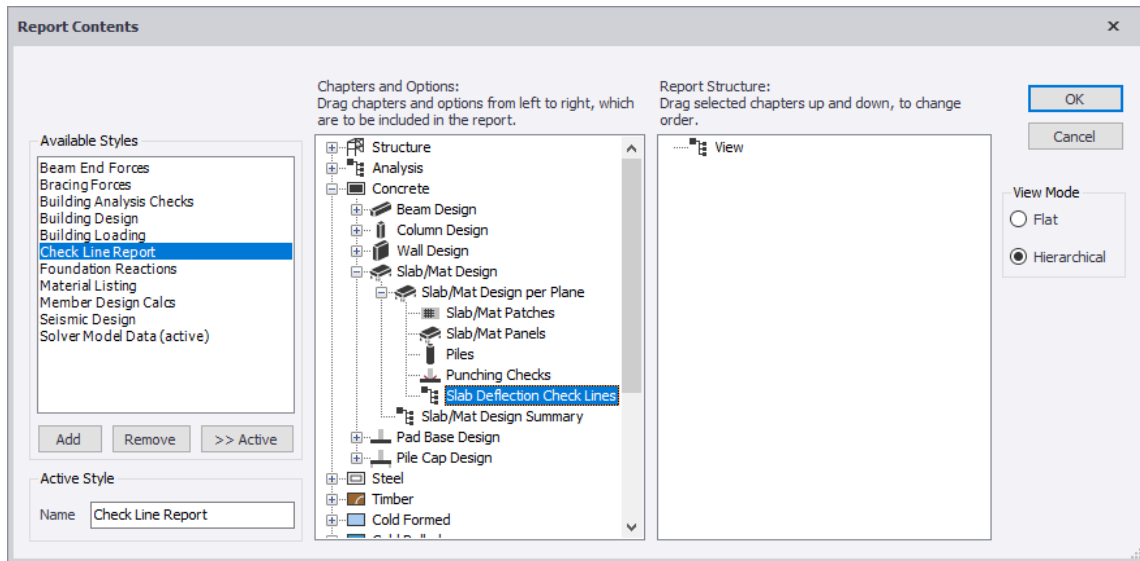 Report Contents
Chapters and Options:
Drag chapters and options from left to right, which
are to be included in the report.
Report Structure:
Drag selected chapters up and down, to change
order.
OK
Cancel
Available Styles
Beam End Forces
Bracing Forces
Building Analysis Checks
Building Design
Building Loading
Check Line Report
Foundation Reactions
Material Listing
Member Design Calcs
Seismic Design
Solver Model Data (active)
Add
Remove
>> Active
Active Style
Name
Check Line Report
Structure
Analysis
Concrete
Beam Design
Column Design
Wall Design
Slab/Mat Design
Slab/Mat Design per Plane
Slab/Mat Patches
Slab/Mat Panels
Piles
Punching Checks
Slab Deflection Check Lines
Slab/Mat Design Summary
Pad Base Design
Pile Cap Design
Steel
Timber
Cold Formed
View
View Mode
Flat
Hierarchical